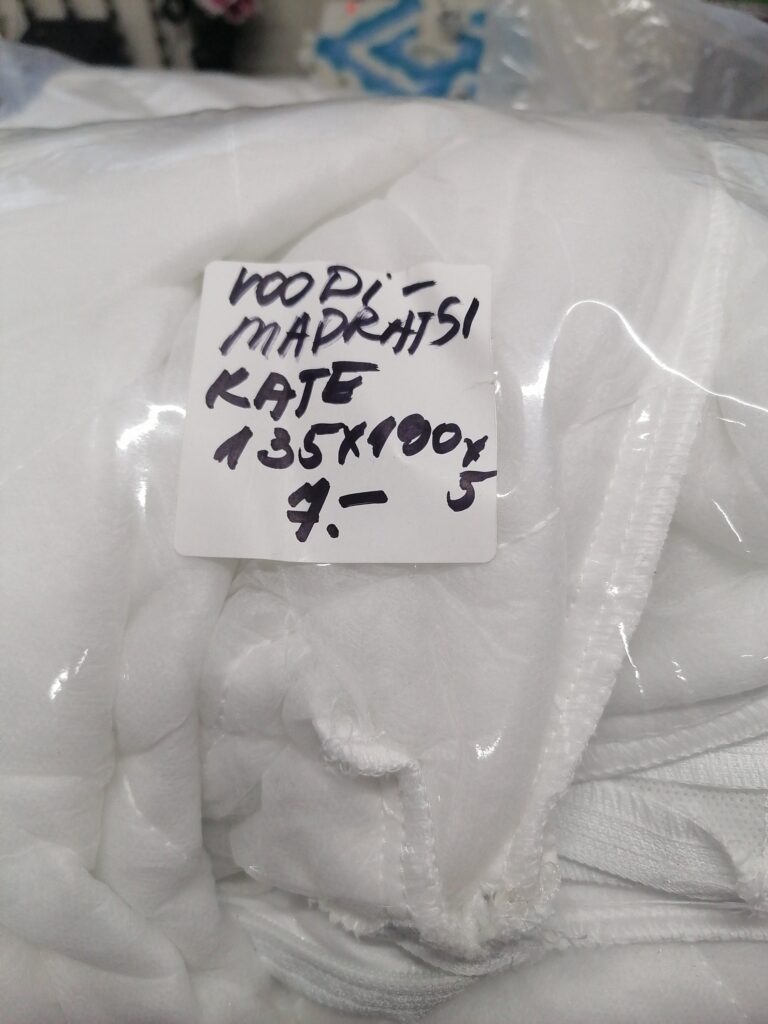 VOODI-
MADRATSI
KATE
135x190x
5
7.-